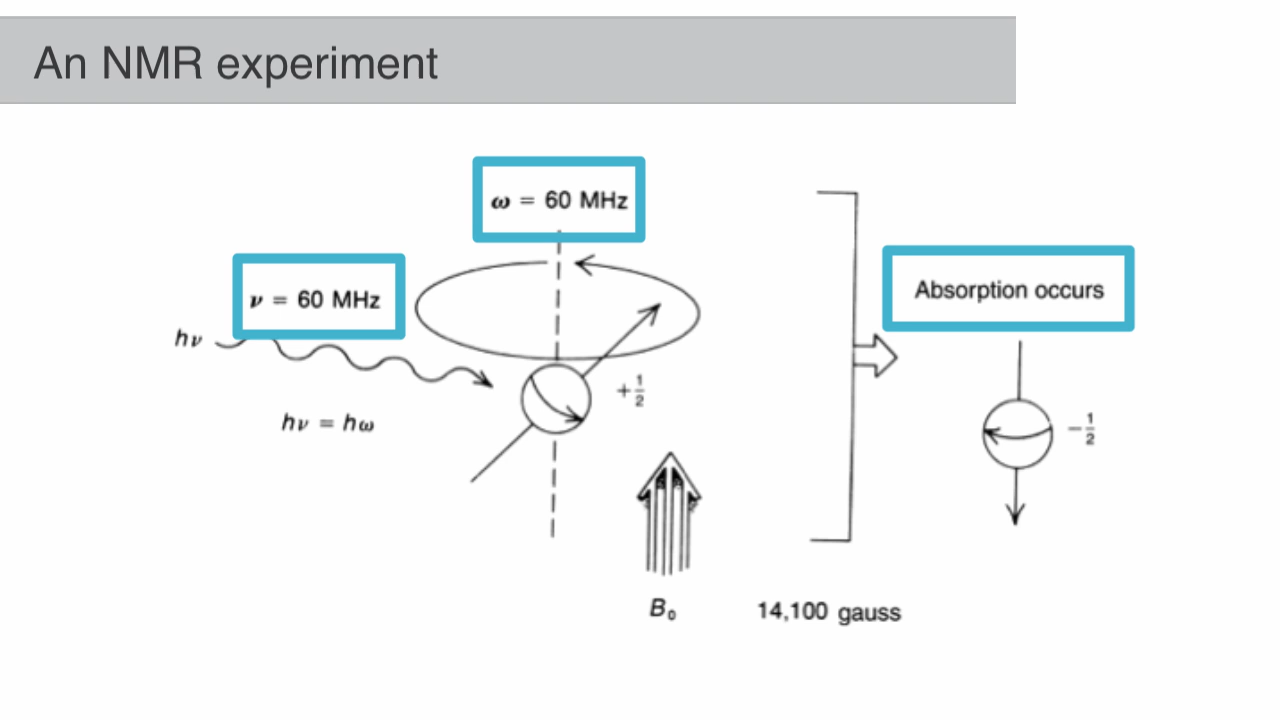 An NMR experiment
ω = 60 MHz
ν = 60 MHz
hν
hν = hω
+½
B₀
14,100 gauss
Absorption occurs
−½